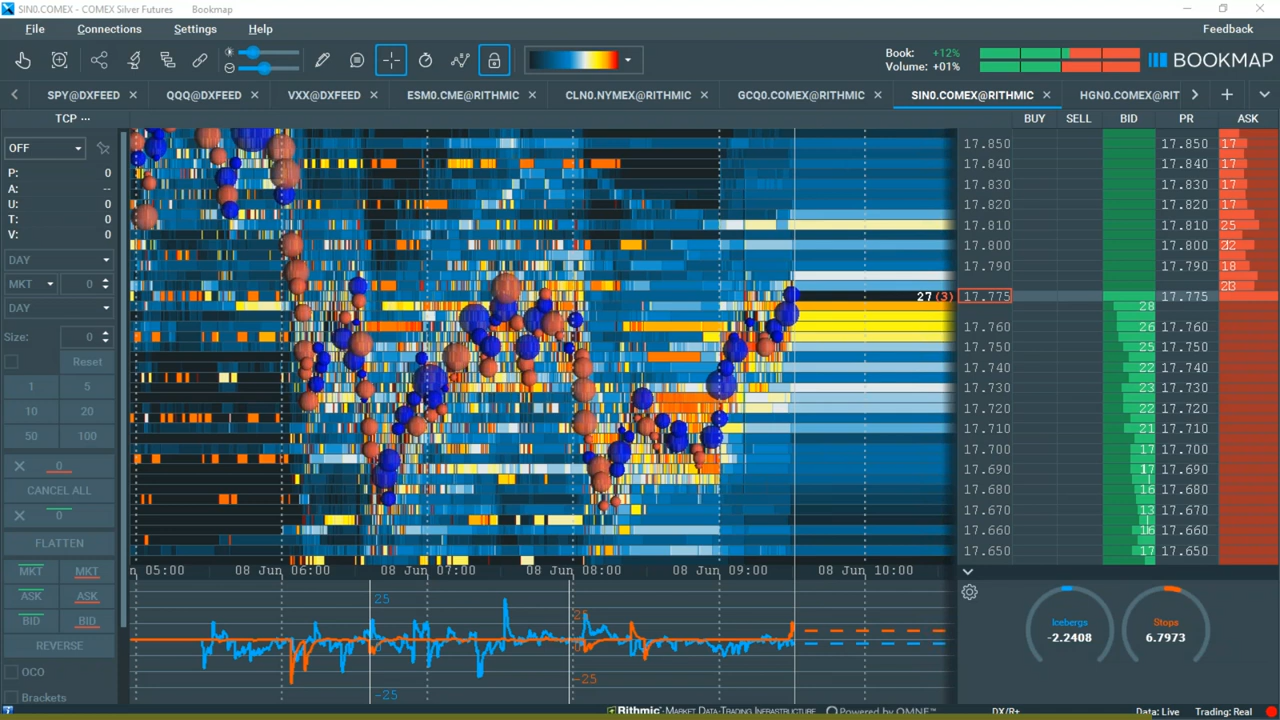 SIN0.COMEX - COMEX Silver Futures Bookmap
File Connections Settings Help Feedback
Book: +12%
Volume: +01%
BOOKMAP
SPY@DXFEED QQQ@DXFEED VXX@DXFEED ESM0.CME@RITHMIC CLN0.NYMEX@RITHMIC GCQ0.COMEX@RITHMIC SIN0.COMEX@RITHMIC HGN0.COMEX@RIT
TCP ... BUY SELL BID PR ASK
OFF
P: 0
A: --
U: 0
T: 0
V: 0
DAY
MKT 0
DAY
Size: 0
Reset
1 5
10 20
50 100
0
CANCEL ALL
0
FLATTEN
MKT MKT
ASK ASK
BID BID
REVERSE
OCO
Brackets
17.850 17.850 17
17.840 17.840 17
17.830 17.830 17
17.820 17.820 17
17.810 17.810 25
17.800 17.800 22
17.790 17.790 18
23
27 (3) 17.775 17.775
28
17.760 26 17.760
17.750 25 17.750
17.740 22 17.740
17.730 23 17.730
17.720 22 17.720
17.710 21 17.710
17.700 17 17.700
17.690 17 17.690
17.680 16 17.680
17.670 13 17.670
17.660 16 17.660
17.650 17 17.650
05:00 08 Jun 06:00 08 Jun 07:00 08 Jun 08:00 08 Jun 09:00 08 Jun 10:00
25
25
0
-25
-25
Icebergs
-2.2408
Stops
6.7973
Rithmic - MARKET DATA-TRADING INFRASTRUCTURE Powered by OMNE™ DX/R+ Data: Live Trading: Real